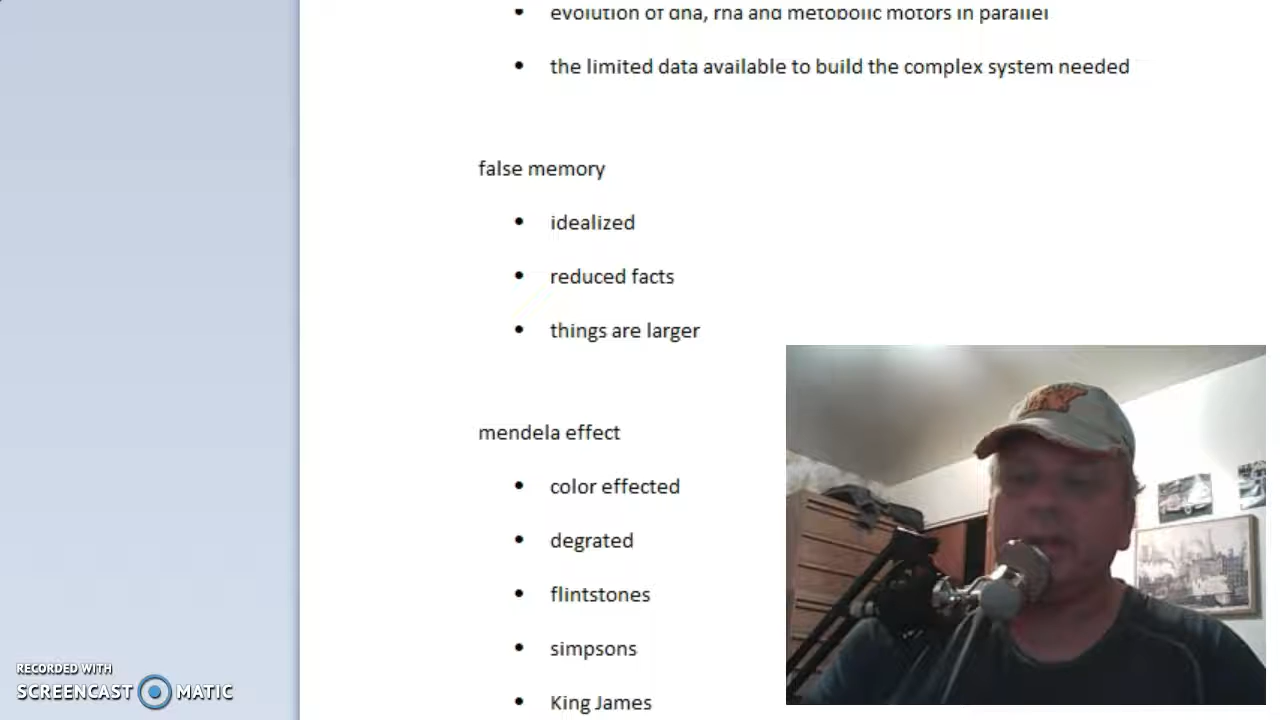 evolution of dna, rna and metobolic motors in parallel
the limited data available to build the complex system needed
false memory
idealized
reduced facts
things are larger
mendela effect
color effected
degrated
flintstones
simpsons
King James
RECORDED WITH
SCREENCAST MATIC